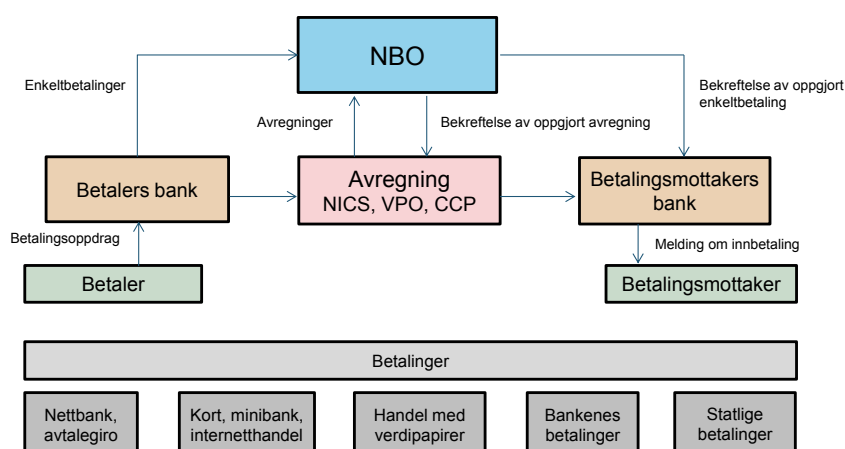 NBO
Enkeltbetalinger
Bekreftelse av oppgjort
enkeltbetaling
Avregninger
Bekreftelse av oppgjort avregning
Betalers bank
Avregning
NICS, VPO, CCP
Betalingsmottakers
bank
Betalingsoppdrag
Melding om innbetaling
Betaler
Betalingsmottaker
Betalinger
Nettbank,
avtalegiro
Kort, minibank,
internetthandel
Handel med
verdipapirer
Bankenes
betalinger
Statlige
betalinger